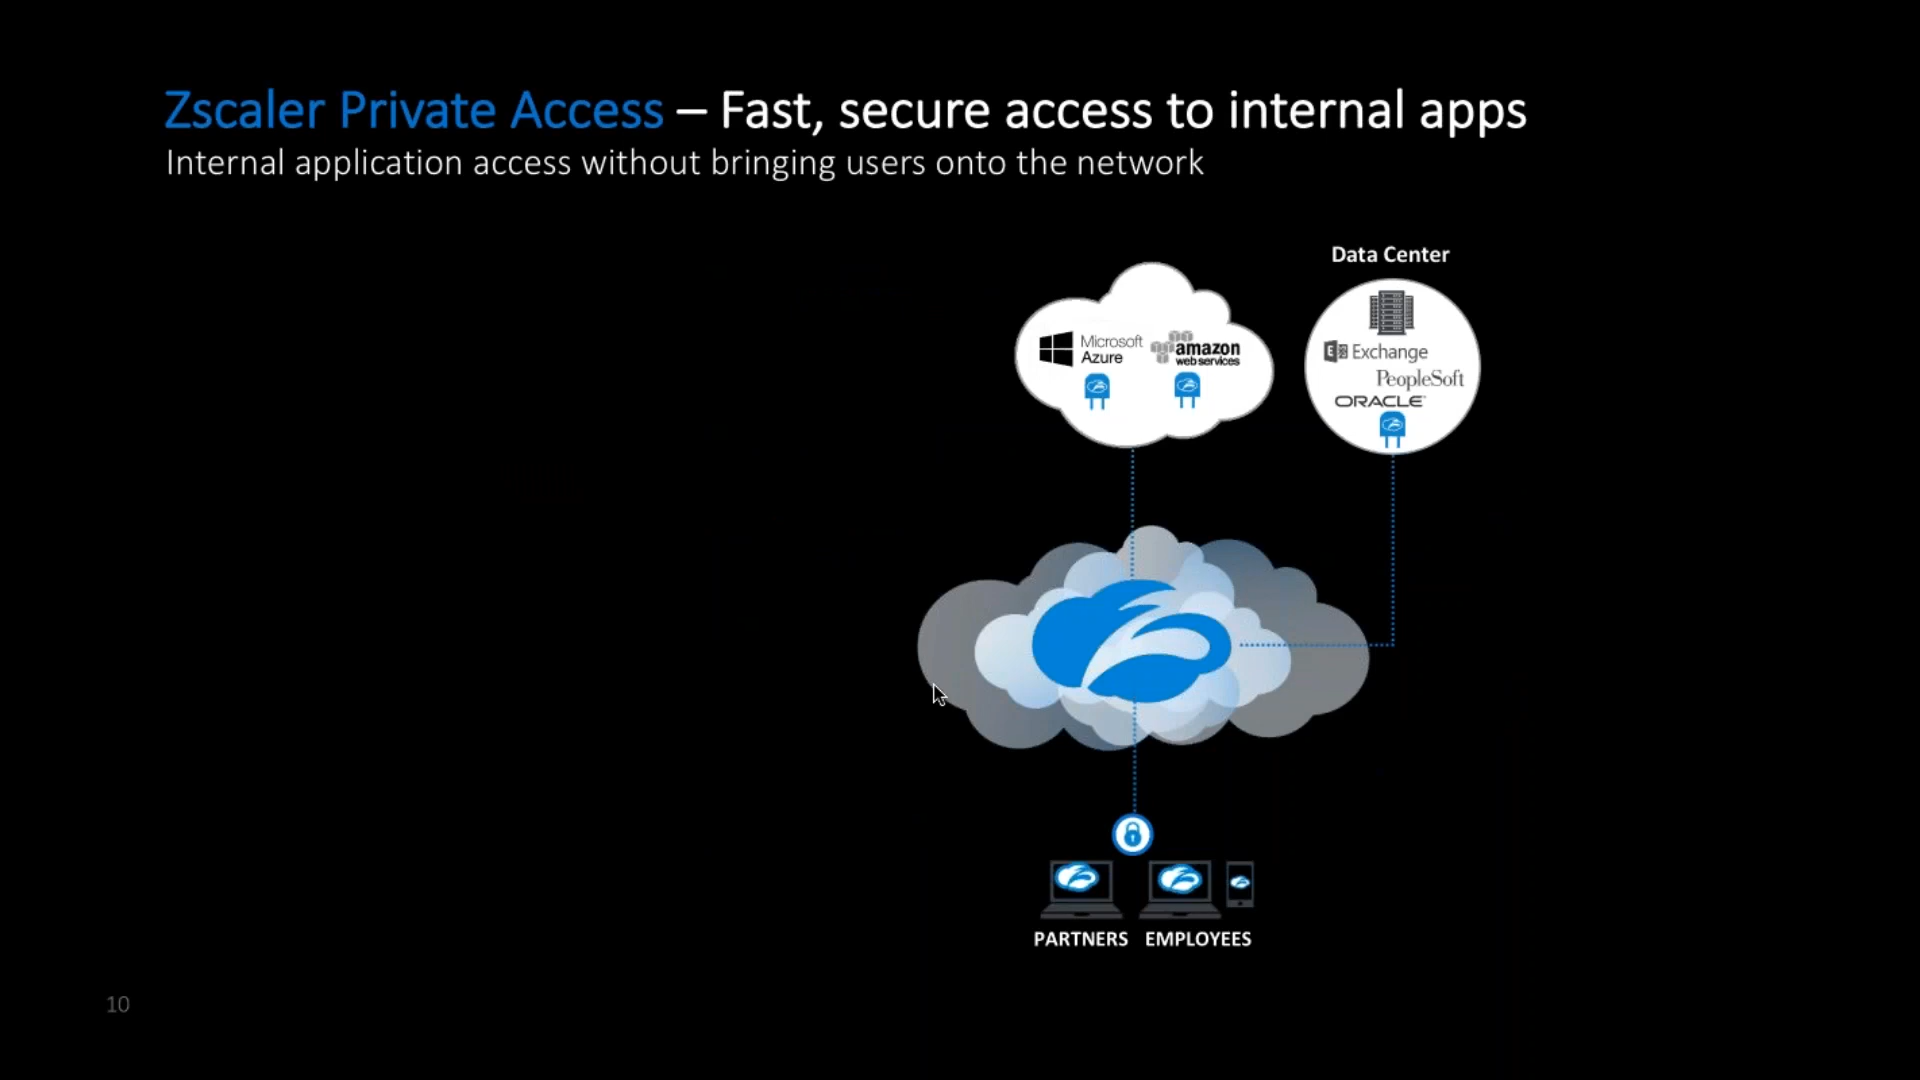 Zscaler Private Access – Fast, secure access to internal apps
Internal application access without bringing users onto the network
Data Center
Microsoft
Azure
amazon
web services
E Exchange
PeopleSoft
ORACLE
PARTNERS
EMPLOYEES
10